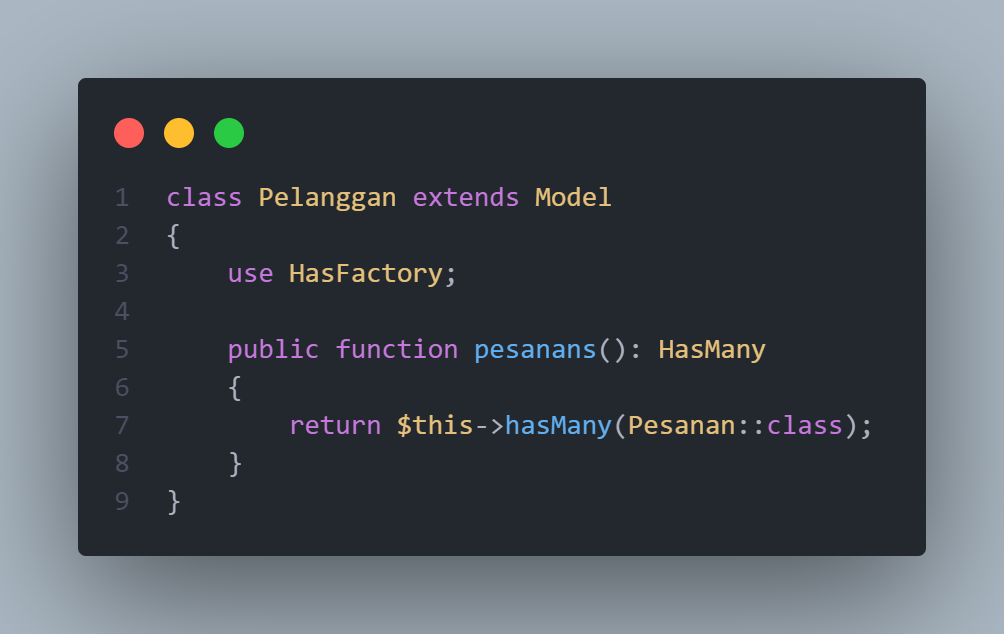 1 class Pelanggan extends Model
2 {
3     use HasFactory;
4
5     public function pesanans(): HasMany
6     {
7         return $this->hasMany(Pesanan::class);
8     }
9 }